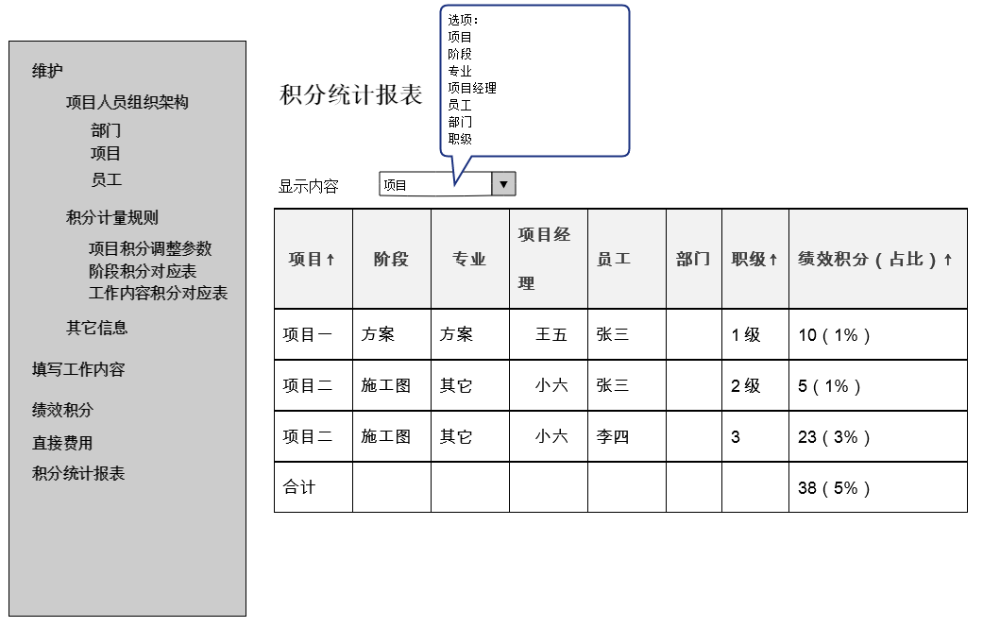 维护
项目人员组织架构
部门
项目
员工
积分计量规则
项目积分调整参数
阶段积分对应表
工作内容积分对应表
其它信息
填写工作内容
绩效积分
直接费用
积分统计报表
选项:
项目
阶段
专业
项目经理
员工
部门
职级
积分统计报表
显示内容 项目 ▼
项目↑ 阶段 专业 项目经理 员工 部门 职级↑ 绩效积分（占比）↑
项目一 方案 方案 王五 张三 1级 10（1%）
项目二 施工图 其它 小六 张三 2级 5（1%）
项目二 施工图 其它 小六 李四 3 23（3%）
合计 38（5%）